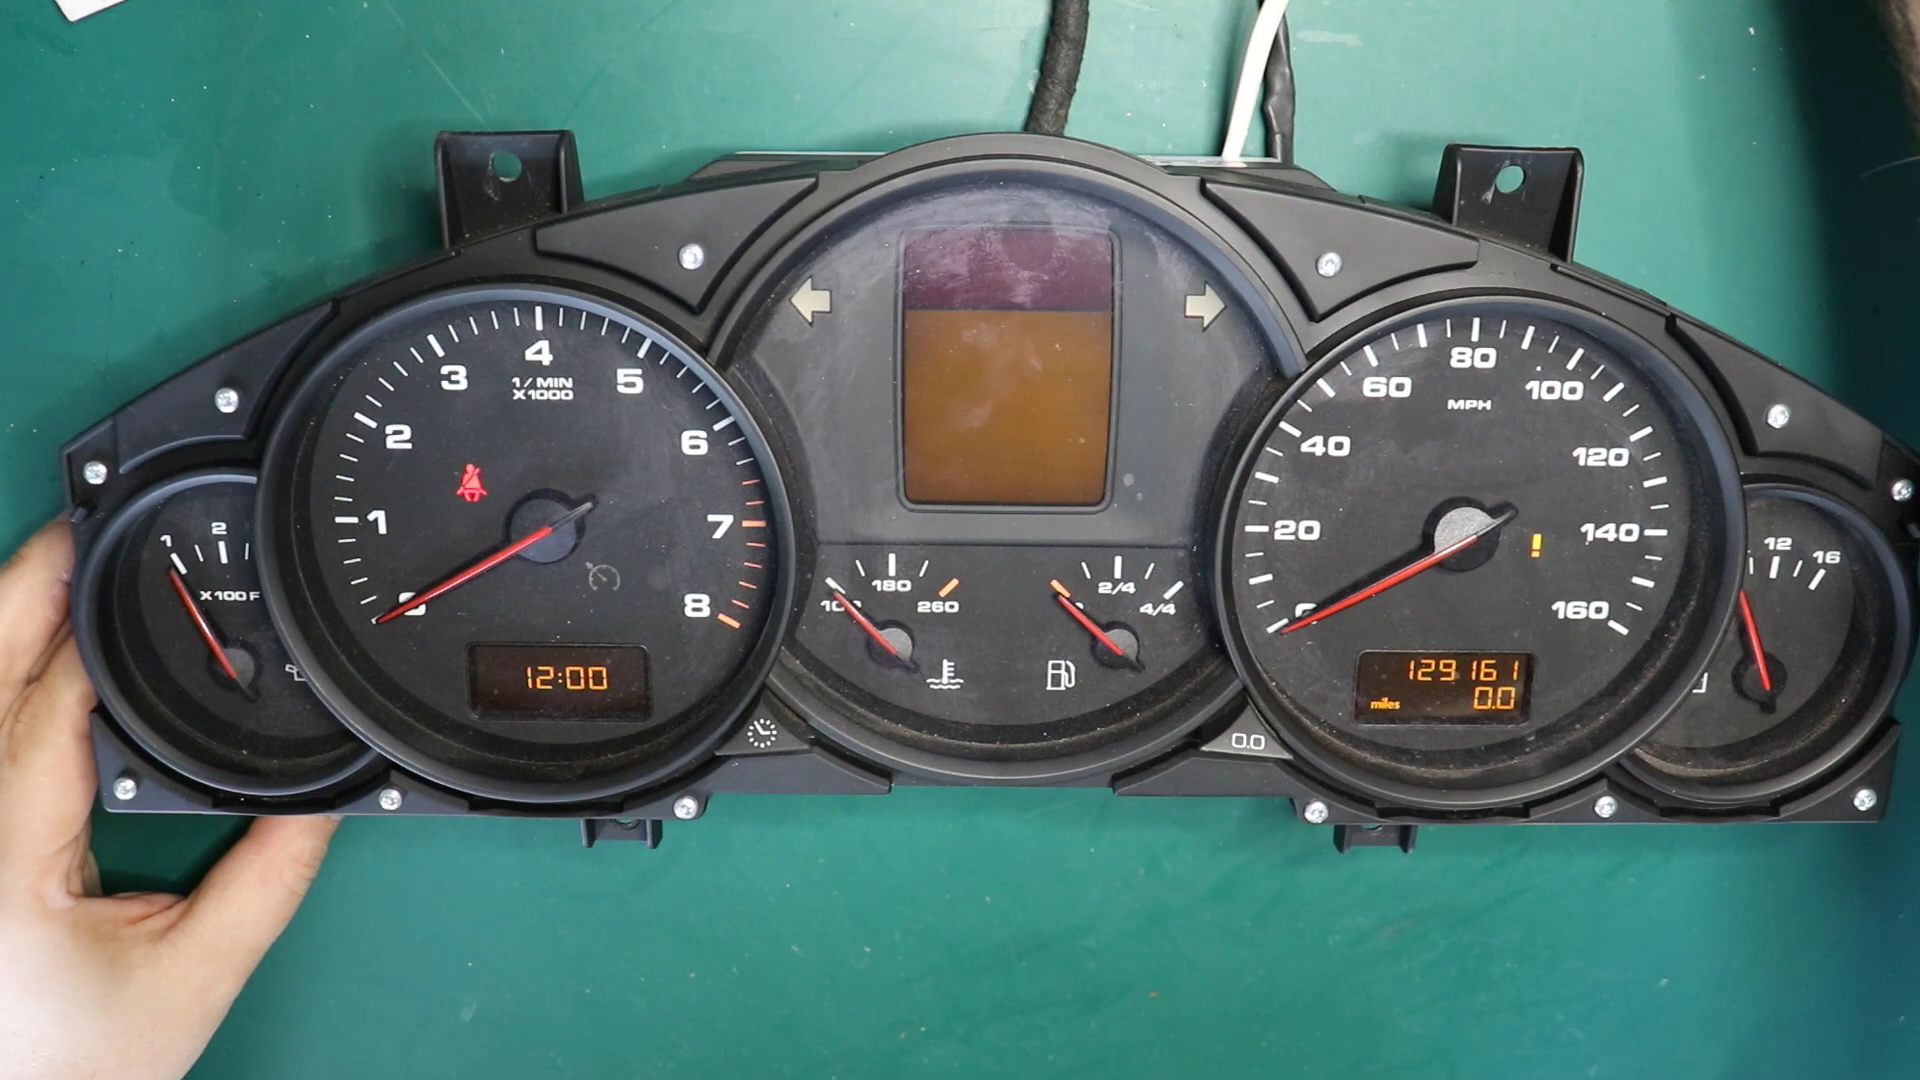 1 2
X100 F
1 2 3 4 5 6 7 8
1/MIN
X1000
12:00
180
260
2/4
4/4
0.0
20 40 60 80 100 120 140 160
MPH
!
129161
miles 0.0
12 16